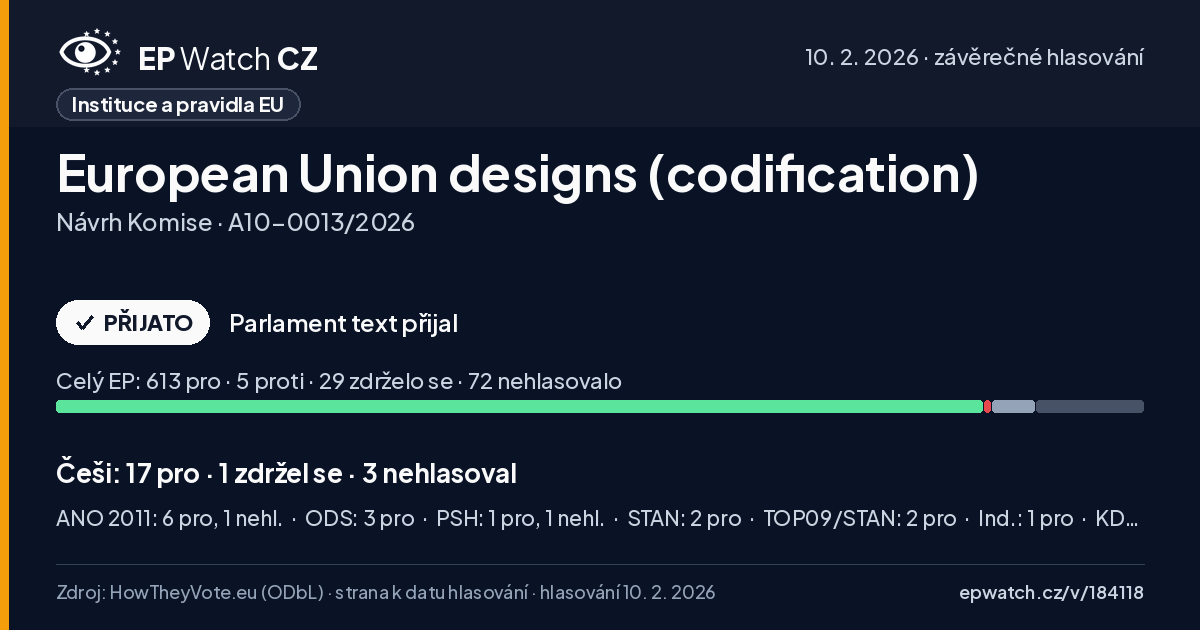 EP Watch CZ
10. 2. 2026 · závěrečné hlasování
Instituce a pravidla EU
European Union designs (codification)
Návrh Komise · A10–0013/2026
✓ PŘIJATO
Parlament text přijal
Celý EP: 613 pro · 5 proti · 29 zdrželo se · 72 nehlasovalo
Češi: 17 pro · 1 zdržel se · 3 nehlasoval
ANO 2011: 6 pro, 1 nehl. · ODS: 3 pro · PSH: 1 pro, 1 nehl. · STAN: 2 pro · TOP09/STAN: 2 pro · Ind.: 1 pro · KD…
Zdroj: HowTheyVote.eu (ODbL) · strana k datu hlasování · hlasování 10. 2. 2026
epwatch.cz/v/184118